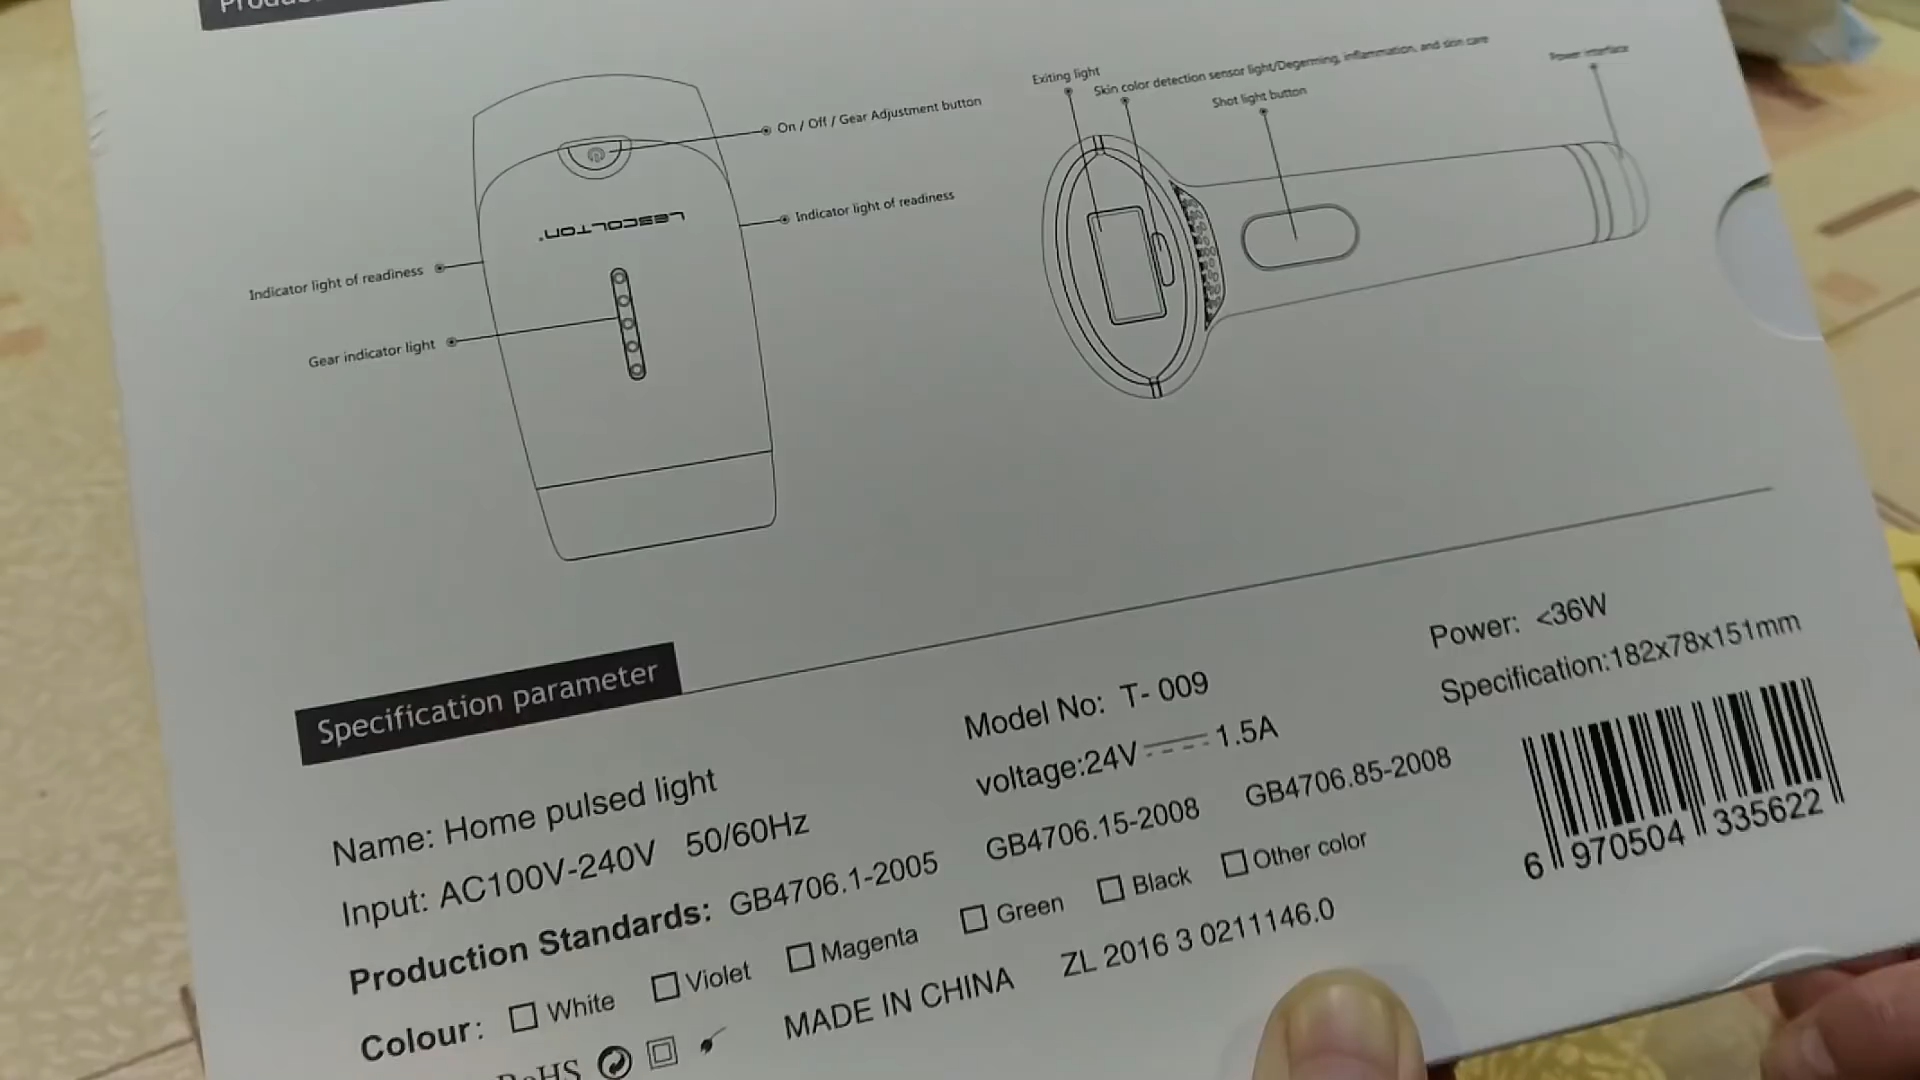 Exiting light
Skin color detection sensor light/Degerming, inflammation, and skin care
Power interface
Shot light button
On / Off / Gear Adjustment button
Indicator light of readiness
LESCOLTON
Indicator light of readiness
Gear indicator light
Specification parameter
Name: Home pulsed light
Model No: T- 009
Power: <36W
Input: AC100V-240V 50/60Hz
voltage:24V 1.5A
Specification:182x78x151mm
Production Standards: GB4706.1-2005 GB4706.15-2008 GB4706.85-2008
Colour: White Violet Magenta Green Black Other color
RoHS
MADE IN CHINA ZL 2016 3 0211146.0
6 970504 335622